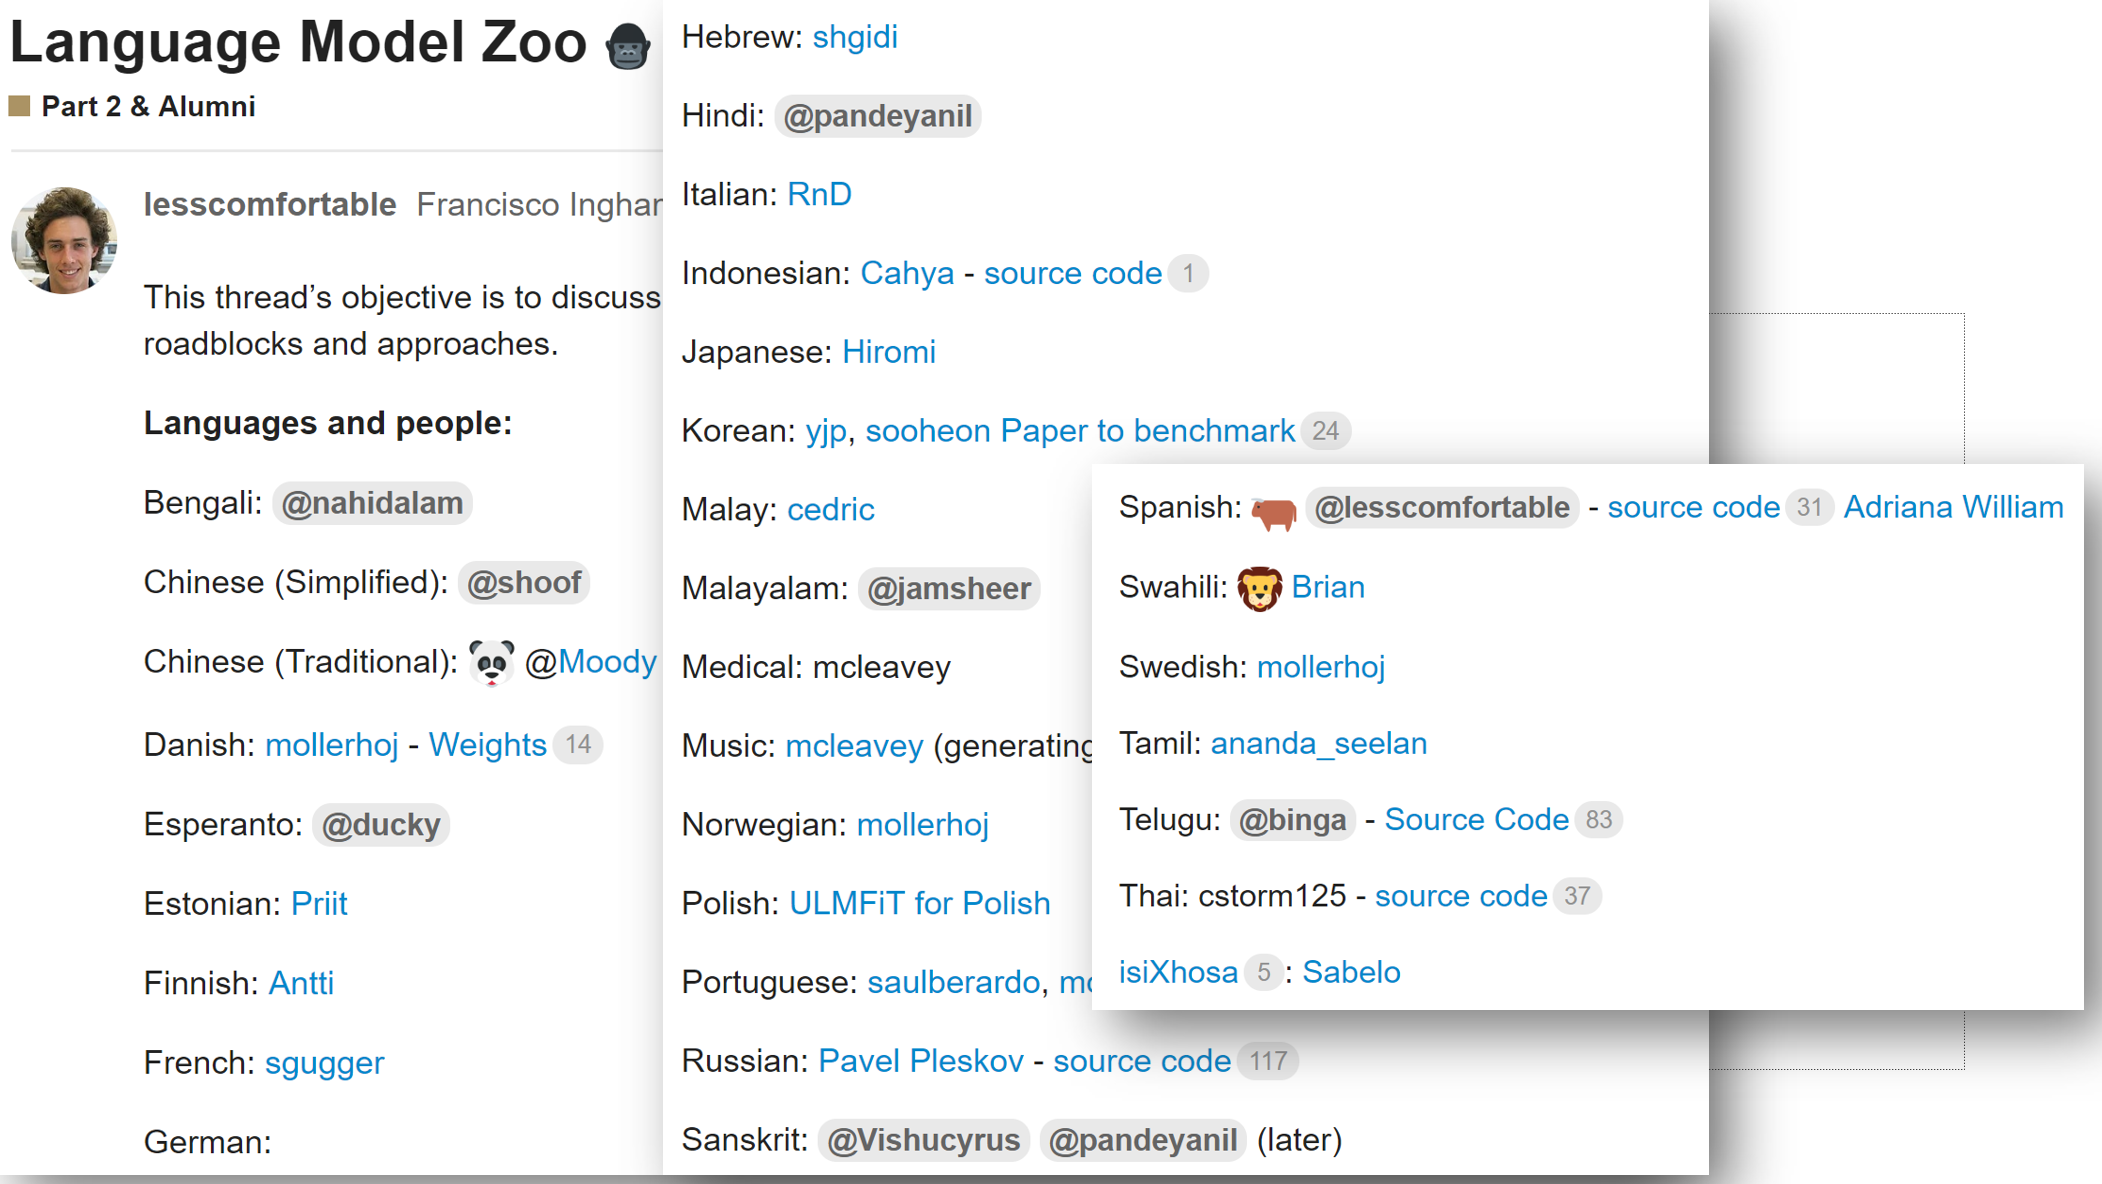 Language Model Zoo
Part 2 & Alumni
lesscomfortable Francisco Ingham
This thread’s objective is to discuss
roadblocks and approaches.
Languages and people:
Bengali: @nahidalam
Chinese (Simplified): @shoof
Chinese (Traditional): @Moody
Danish: mollerhoj - Weights 14
Esperanto: @ducky
Estonian: Priit
Finnish: Antti
French: sgugger
German:
Hebrew: shgidi
Hindi: @pandeyanil
Italian: RnD
Indonesian: Cahya - source code 1
Japanese: Hiromi
Korean: yjp, sooheon Paper to benchmark 24
Malay: cedric
Malayalam: @jamsheer
Medical: mcleavey
Music: mcleavey (generating
Norwegian: mollerhoj
Polish: ULMFiT for Polish
Portuguese: saulberardo,
Russian: Pavel Pleskov - source code 117
Sanskrit: @Vishucyrus @pandeyanil (later)
Spanish: @lesscomfortable - source code 31 Adriana William
Swahili: Brian
Swedish: mollerhoj
Tamil: ananda_seelan
Telugu: @binga - Source Code 83
Thai: cstorm125 - source code 37
isiXhosa 5 : Sabelo